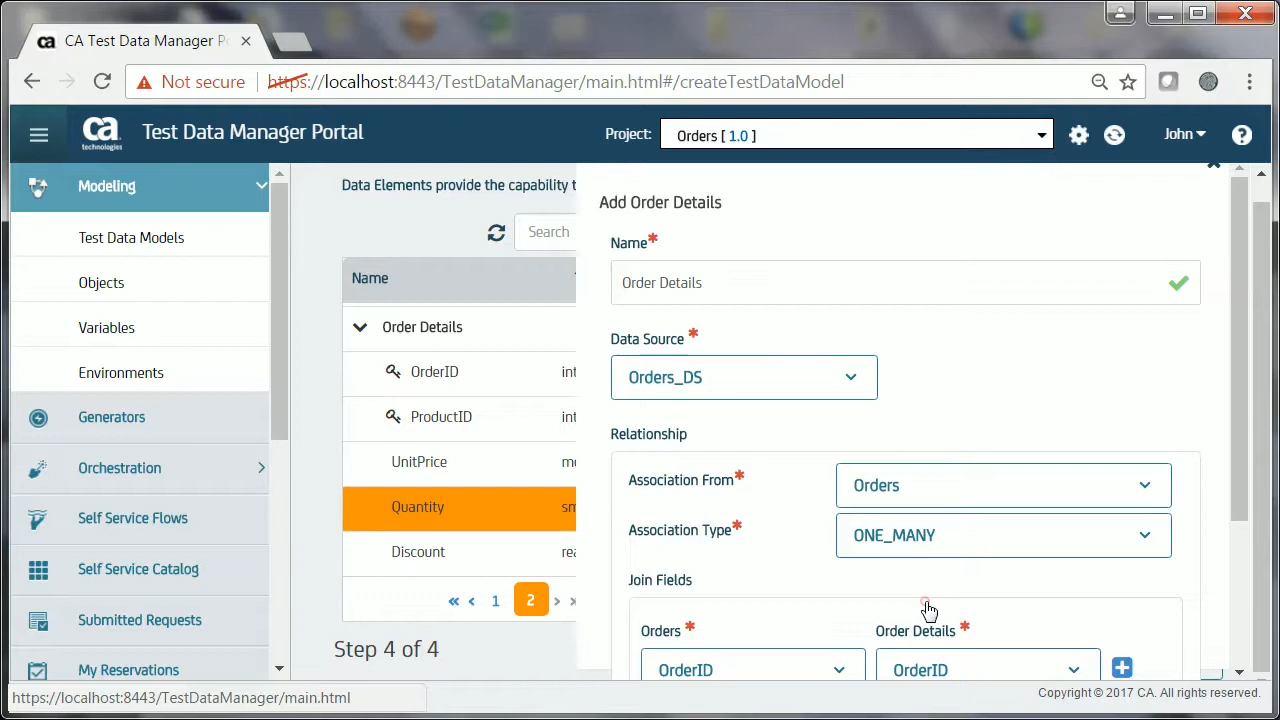 CA Test Data Manager P
Not secure https://localhost:8443/TestDataManager/main.html#/createTestDataModel
ca technologies
Test Data Manager Portal
Project: Orders [ 1.0 ]
John
Modeling
Test Data Models
Objects
Variables
Environments
Generators
Orchestration
Self Service Flows
Self Service Catalog
Submitted Requests
My Reservations
Data Elements provide the capability t
Search
Name
Order Details
OrderID int
ProductID int
UnitPrice mo
Quantity sm
Discount rea
« ‹ 1 2 › »
Step 4 of 4
Add Order Details
Name*
Order Details
Data Source *
Orders_DS
Relationship
Association From* Orders
Association Type* ONE_MANY
Join Fields
Orders * Order Details *
OrderID OrderID
https://localhost:8443/TestDataManager/main.html
Copyright © 2017 CA. All rights reserved.